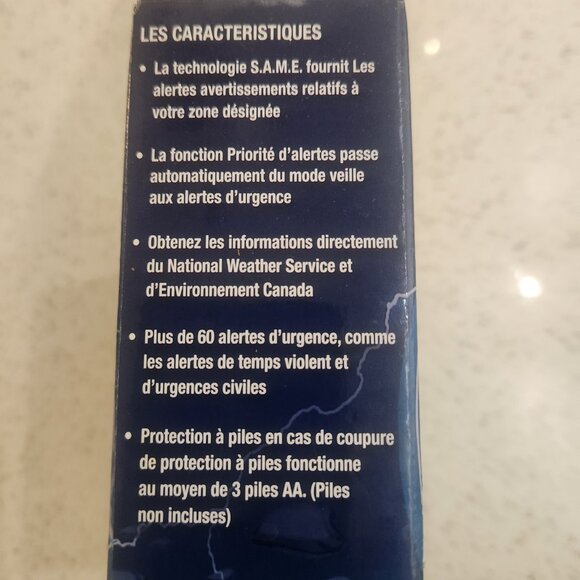 LES CARACTERISTIQUES
• La technologie S.A.M.E. fournit Les
alertes avertissements relatifs à
votre zone désignée
• La fonction Priorité d'alertes passe
automatiquement du mode veille
aux alertes d'urgence
• Obtenez les informations directement
du National Weather Service et
d'Environnement Canada
• Plus de 60 alertes d'urgence, comme
les alertes de temps violent et
d'urgences civiles
• Protection à piles en cas de coupure
de protection à piles fonctionne
au moyen de 3 piles AA. (Piles
non incluses)